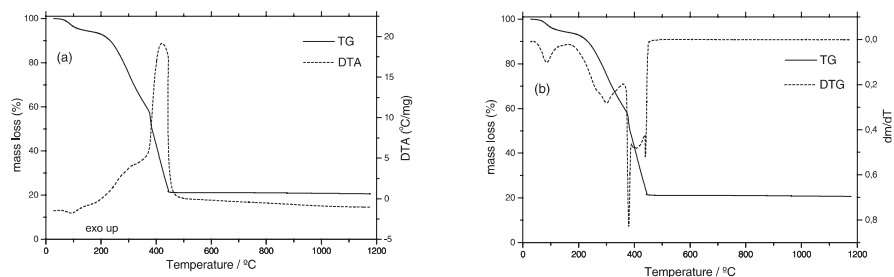 100
80
60
40
20
0
mass loss (%)
(a)
TG
DTA
exo up
20
15
10
5
0
-5
DTA (ºC/mg)
0 200 400 600 800 1000 1200
Temperature / ºC
100
80
60
40
20
0
mass loss (%)
(b)
TG
DTG
0,0
0,2
0,4
0,6
0,8
dm/dT
0 200 400 600 800 1000 1200
Temperature / ºC